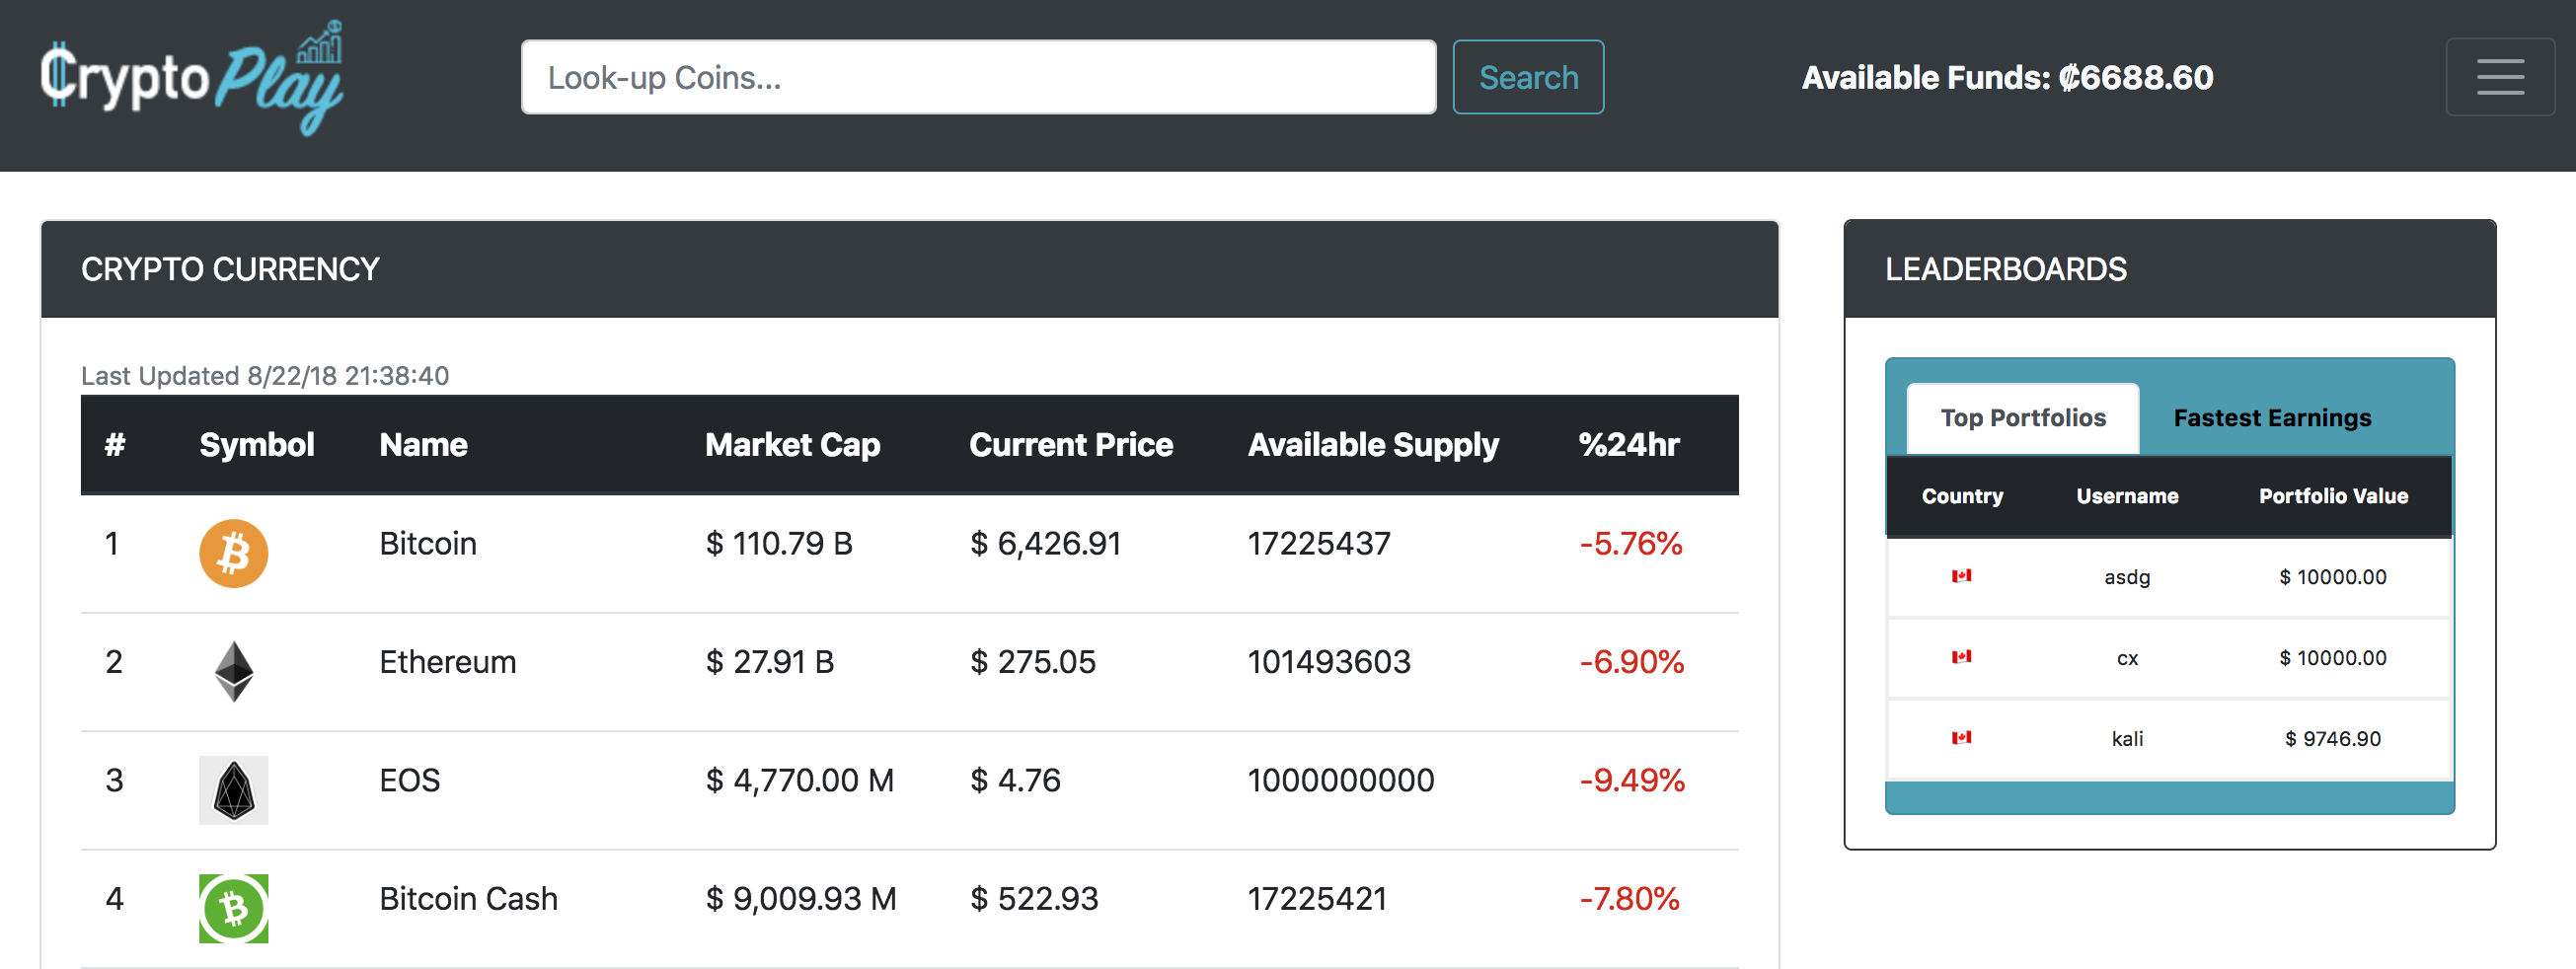 Crypto Play
Look-up Coins...
Search
Available Funds: ₡6688.60
CRYPTO CURRENCY
Last Updated 8/22/18 21:38:40
# Symbol Name Market Cap Current Price Available Supply %24hr
1 Bitcoin $ 110.79 B $ 6,426.91 17225437 -5.76%
2 Ethereum $ 27.91 B $ 275.05 101493603 -6.90%
3 EOS $ 4,770.00 M $ 4.76 1000000000 -9.49%
4 Bitcoin Cash $ 9,009.93 M $ 522.93 17225421 -7.80%
LEADERBOARDS
Top Portfolios Fastest Earnings
Country Username Portfolio Value
asdg $ 10000.00
cx $ 10000.00
kali $ 9746.90